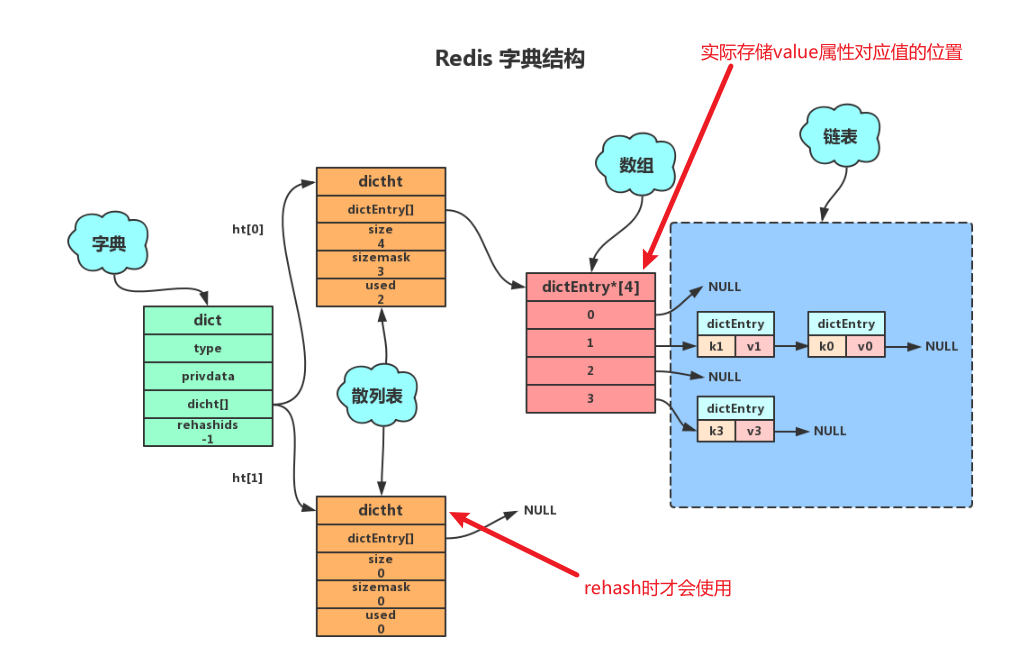 Redis 字典结构
实际存储value属性对应值的位置
链表
数组
字典
散列表
ht[0]
ht[1]
dict
type
privdata
dicht[]
rehashids
-1
dictht
dictEntry[]
size
4
sizemask
3
used
2
dictht
dictEntry[]
size
0
sizemask
0
used
0
NULL
rehash时才会使用
dictEntry*[4]
0
1
2
3
NULL
dictEntry
k1 v1
dictEntry
k0 v0
NULL
NULL
dictEntry
k3 v3
NULL